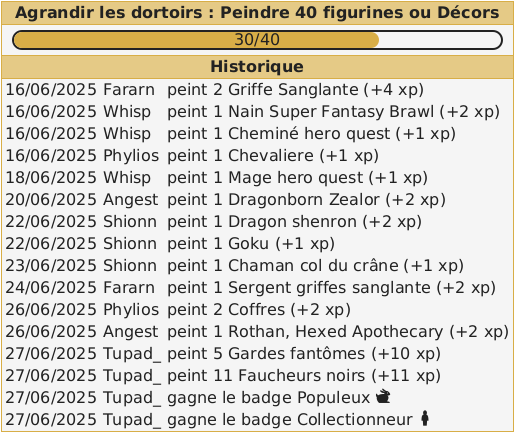 Agrandir les dortoirs : Peindre 40 figurines ou Décors
30/40
Historique
16/06/2025 Fararn peint 2 Griffe Sanglante (+4 xp)
16/06/2025 Whisp peint 1 Nain Super Fantasy Brawl (+2 xp)
16/06/2025 Whisp peint 1 Cheminé hero quest (+1 xp)
16/06/2025 Phylios peint 1 Chevaliere (+1 xp)
18/06/2025 Whisp peint 1 Mage hero quest (+1 xp)
20/06/2025 Angest peint 1 Dragonborn Zealor (+2 xp)
22/06/2025 Shionn peint 1 Dragon shenron (+2 xp)
22/06/2025 Shionn peint 1 Goku (+1 xp)
23/06/2025 Shionn peint 1 Chaman col du crâne (+1 xp)
24/06/2025 Fararn peint 1 Sergent griffes sanglante (+2 xp)
26/06/2025 Phylios peint 2 Coffres (+2 xp)
26/06/2025 Angest peint 1 Rothan, Hexed Apothecary (+2 xp)
27/06/2025 Tupad_ peint 5 Gardes fantômes (+10 xp)
27/06/2025 Tupad_ peint 11 Faucheurs noirs (+11 xp)
27/06/2025 Tupad_ gagne le badge Populeux
27/06/2025 Tupad_ gagne le badge Collectionneur